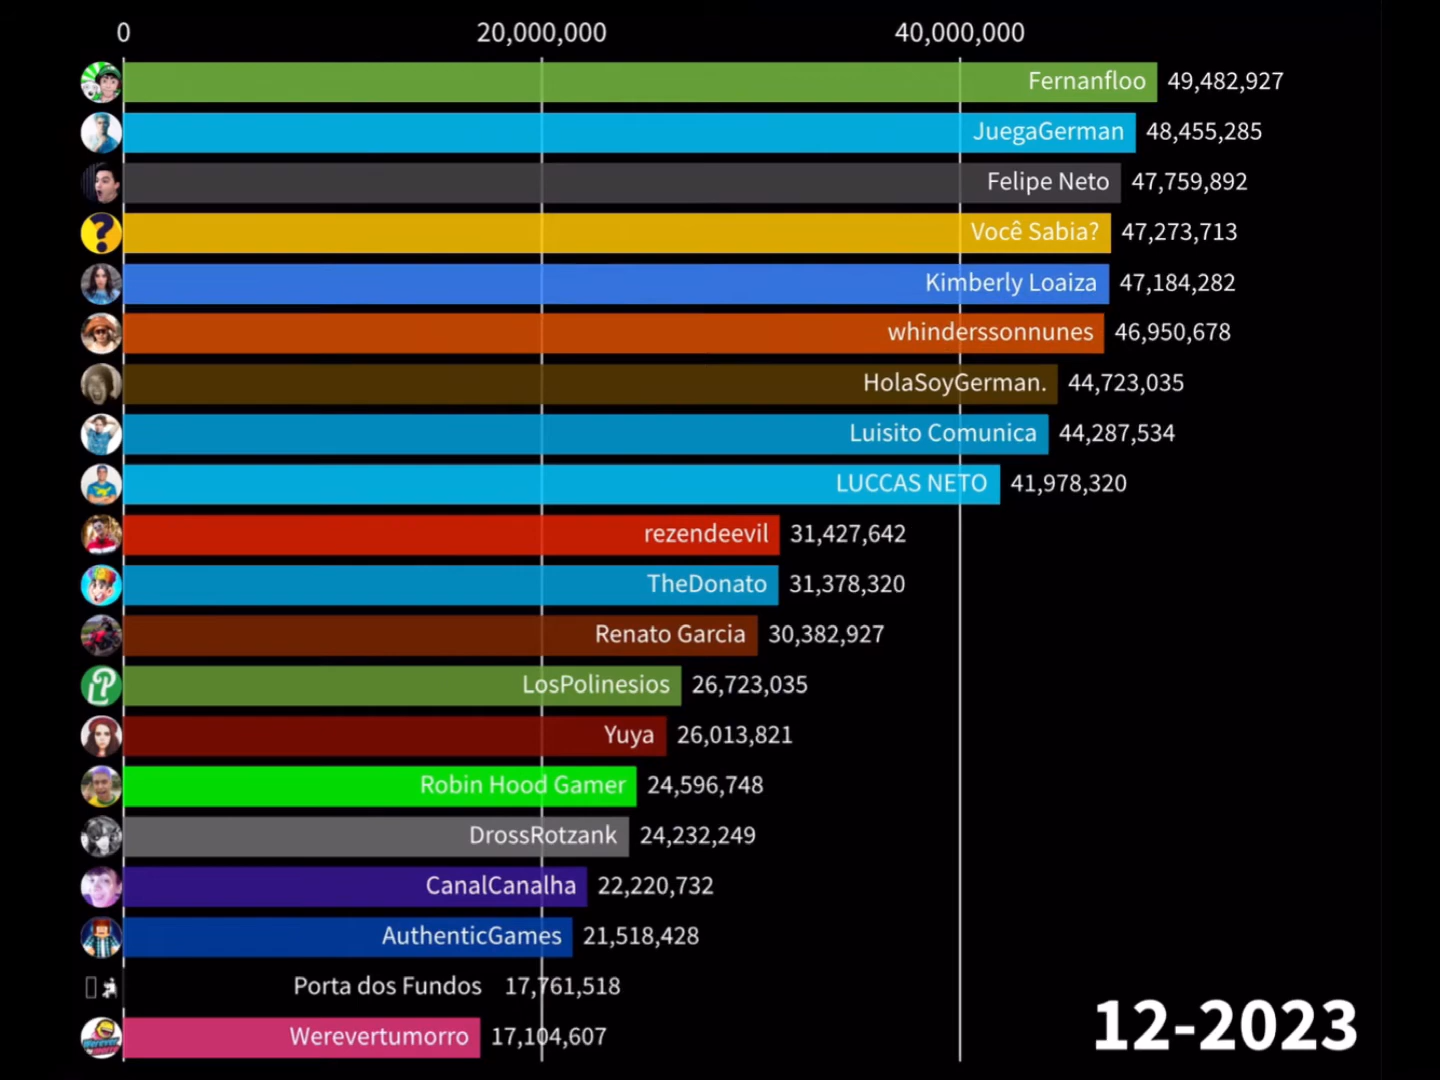 0 20,000,000 40,000,000
Fernanfloo 49,482,927
JuegaGerman 48,455,285
Felipe Neto 47,759,892
Você Sabia? 47,273,713
Kimberly Loaiza 47,184,282
whinderssonnunes 46,950,678
HolaSoyGerman. 44,723,035
Luisito Comunica 44,287,534
LUCCAS NETO 41,978,320
rezendeevil 31,427,642
TheDonato 31,378,320
Renato Garcia 30,382,927
LosPolinesios 26,723,035
Yuya 26,013,821
Robin Hood Gamer 24,596,748
DrossRotzank 24,232,249
CanalCanalha 22,220,732
AuthenticGames 21,518,428
Porta dos Fundos 17,761,518
Werevertumorro 17,104,607
12-2023